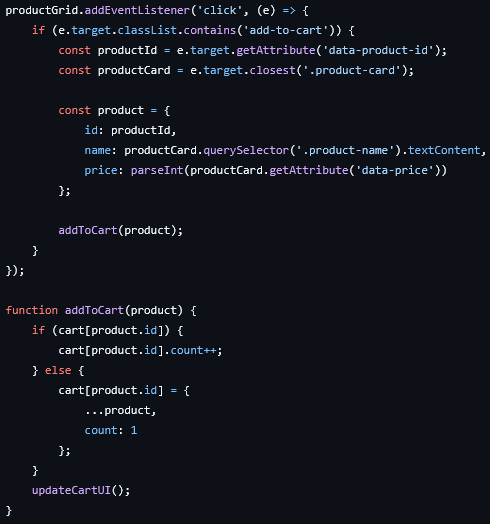 productGrid.addEventListener('click', (e) => {
    if (e.target.classList.contains('add-to-cart')) {
        const productId = e.target.getAttribute('data-product-id');
        const productCard = e.target.closest('.product-card');

        const product = {
            id: productId,
            name: productCard.querySelector('.product-name').textContent,
            price: parseInt(productCard.getAttribute('data-price'))
        };

        addToCart(product);
    }
});

function addToCart(product) {
    if (cart[product.id]) {
        cart[product.id].count++;
    } else {
        cart[product.id] = {
            ...product,
            count: 1
        };
    }
    updateCartUI();
}